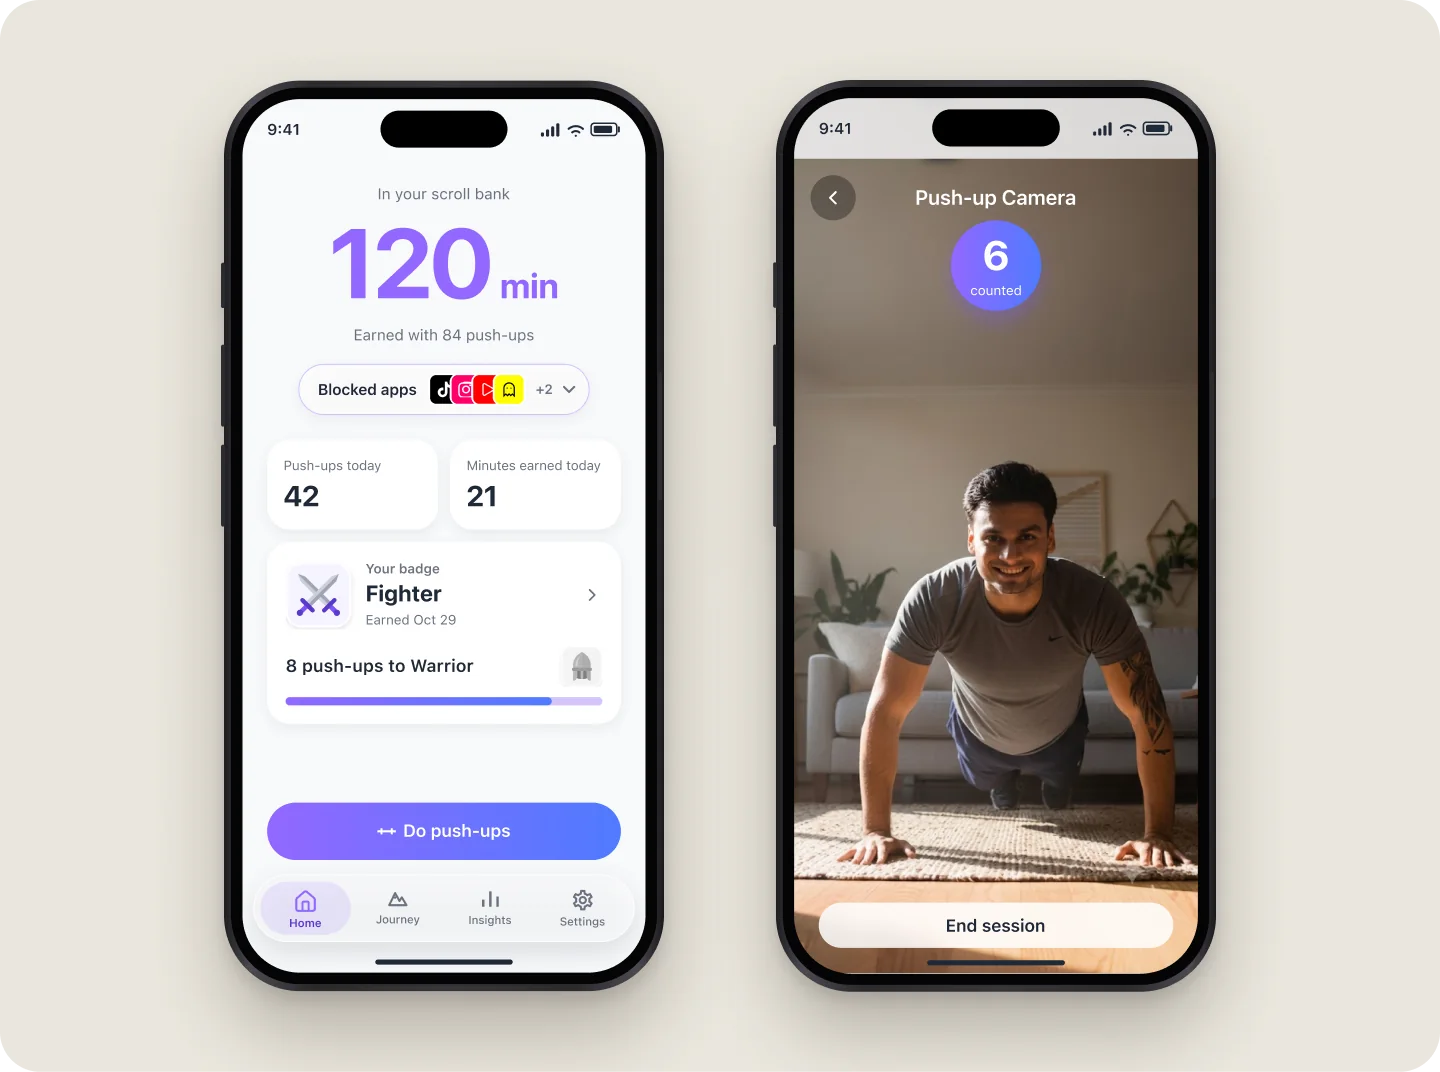 9:41
In your scroll bank
120 min
Earned with 84 push-ups
Blocked apps +2
Push-ups today
42
Minutes earned today
21
Your badge
Fighter
Earned Oct 29
8 push-ups to Warrior
Do push-ups
Home
Journey
Insights
Settings
9:41
Push-up Camera
6
counted
End session